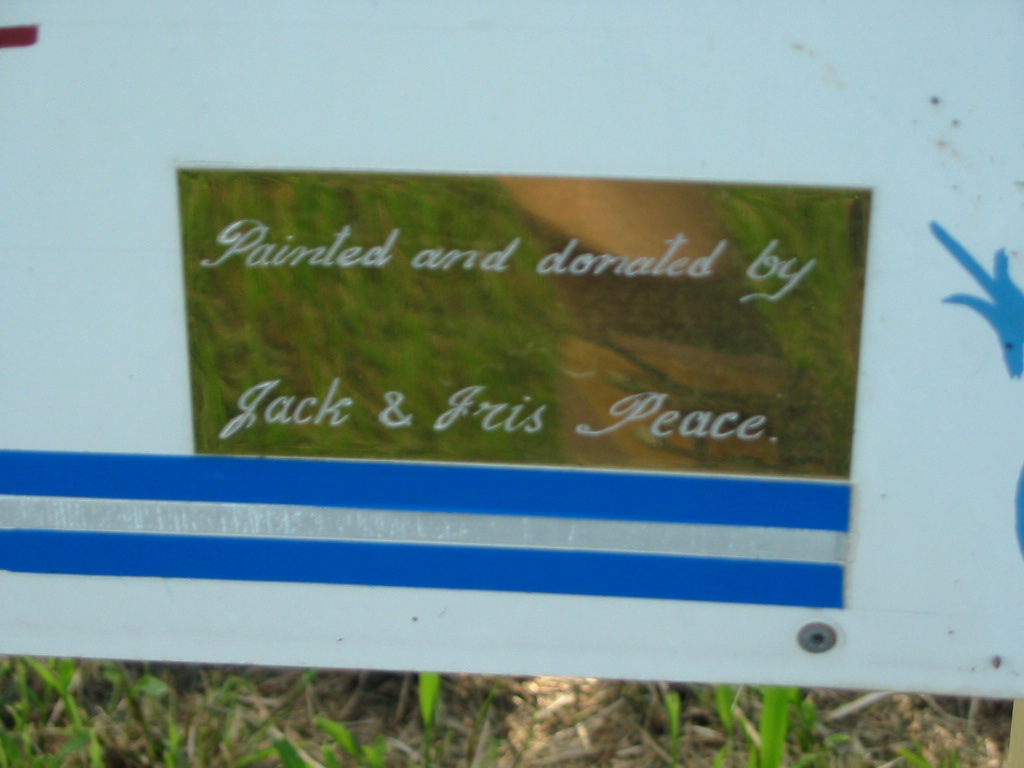 Painted and donated by
Jack & Iris Peace.